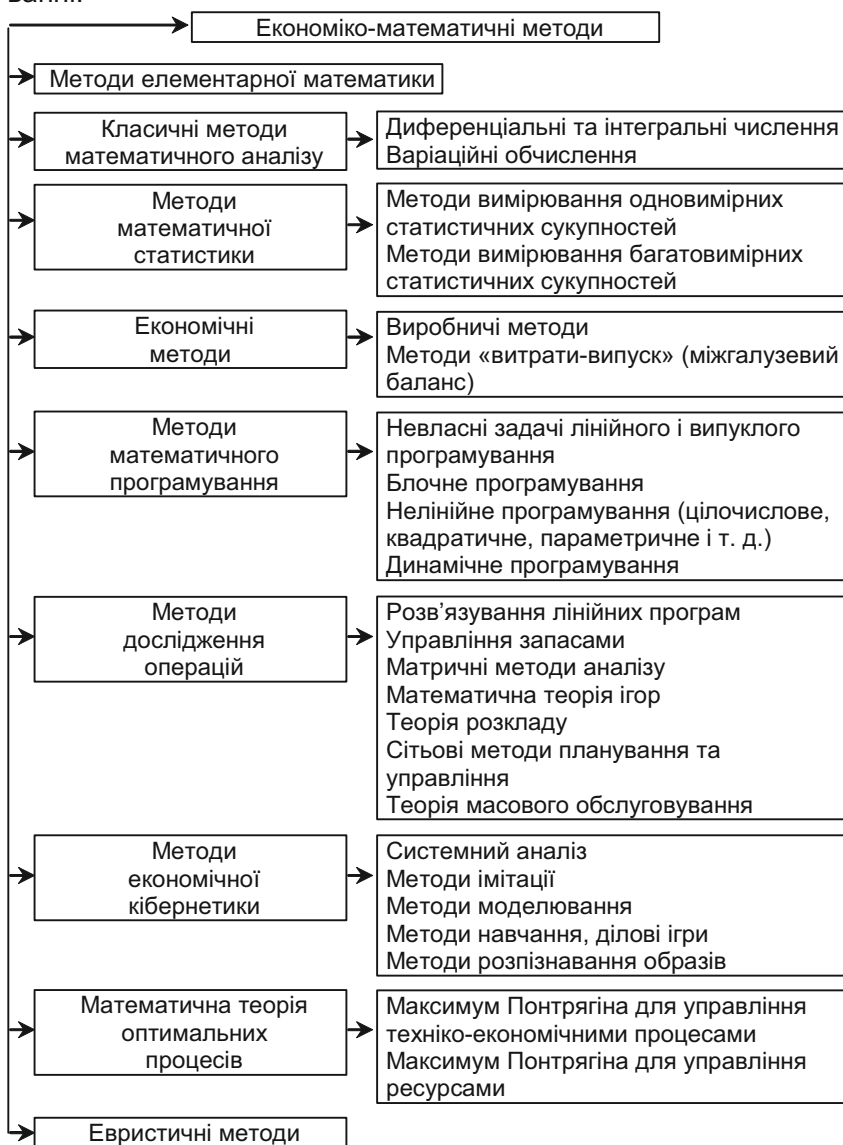 Економіко-математичні методи
Методи елементарної математики
Класичні методи
математичного аналізу
Диференціальні та інтегральні числення
Варіаційні обчислення
Методи
математичної
статистики
Методи вимірювання одновимірних
статистичних сукупностей
Методи вимірювання багатовимірних
статистичних сукупностей
Економічні
методи
Виробничі методи
Методи «витрати-випуск» (міжгалузевий
баланс)
Методи
математичного
програмування
Невласні задачі лінійного і випуклого
програмування
Блочне програмування
Нелінійне програмування (цілочислове,
квадратичне, параметричне і т. д.)
Динамічне програмування
Методи
дослідження
операцій
Розв'язування лінійних програм
Управління запасами
Матричні методи аналізу
Математична теорія ігор
Теорія розкладу
Сітьові методи планування та
управління
Теорія масового обслуговування
Методи
економічної
кібернетики
Системний аналіз
Методи імітації
Методи моделювання
Методи навчання, ділові ігри
Методи розпізнавання образів
Математична теорія
оптимальних
процесів
Максимум Понтрягіна для управління
техніко-економічними процесами
Максимум Понтрягіна для управління
ресурсами
Евристичні методи